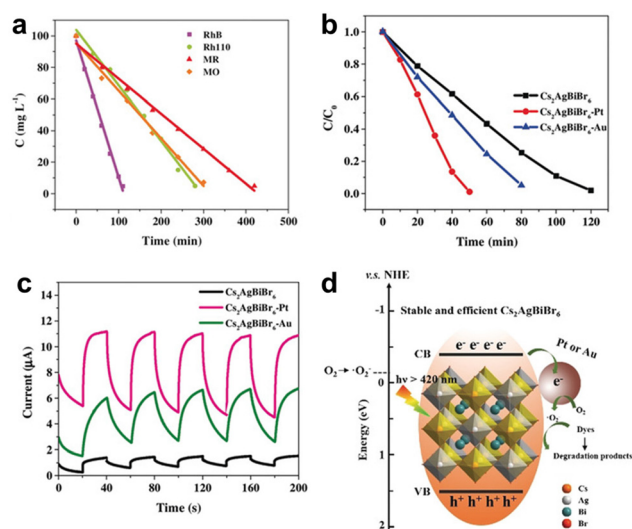 a
RhB
Rh110
MR
MO
C (mg L⁻¹)
100
80
60
40
20
0
0 100 200 300 400 500
Time (min)
b
Cs₂AgBiBr₆
Cs₂AgBiBr₆-Pt
Cs₂AgBiBr₆-Au
C/C₀
1.0
0.8
0.6
0.4
0.2
0.0
0 20 40 60 80 100 120
Time (min)
c
Cs₂AgBiBr₆
Cs₂AgBiBr₆-Pt
Cs₂AgBiBr₆-Au
Current (μA)
14
12
10
8
6
4
2
0
0 40 80 120 160 200
Time (s)
d
v.s. NHE
Stable and efficient Cs₂AgBiBr₆
-1
0
1
2
Energy (eV)
CB
e⁻ e⁻ e⁻ e⁻
Pt or Au
O₂→·O₂⁻
hv > 420 nm
e⁻
O₂
·O₂⁻
Dyes
Degradation products
VB
h⁺ h⁺ h⁺ h⁺
Cs
Ag
Bi
Br